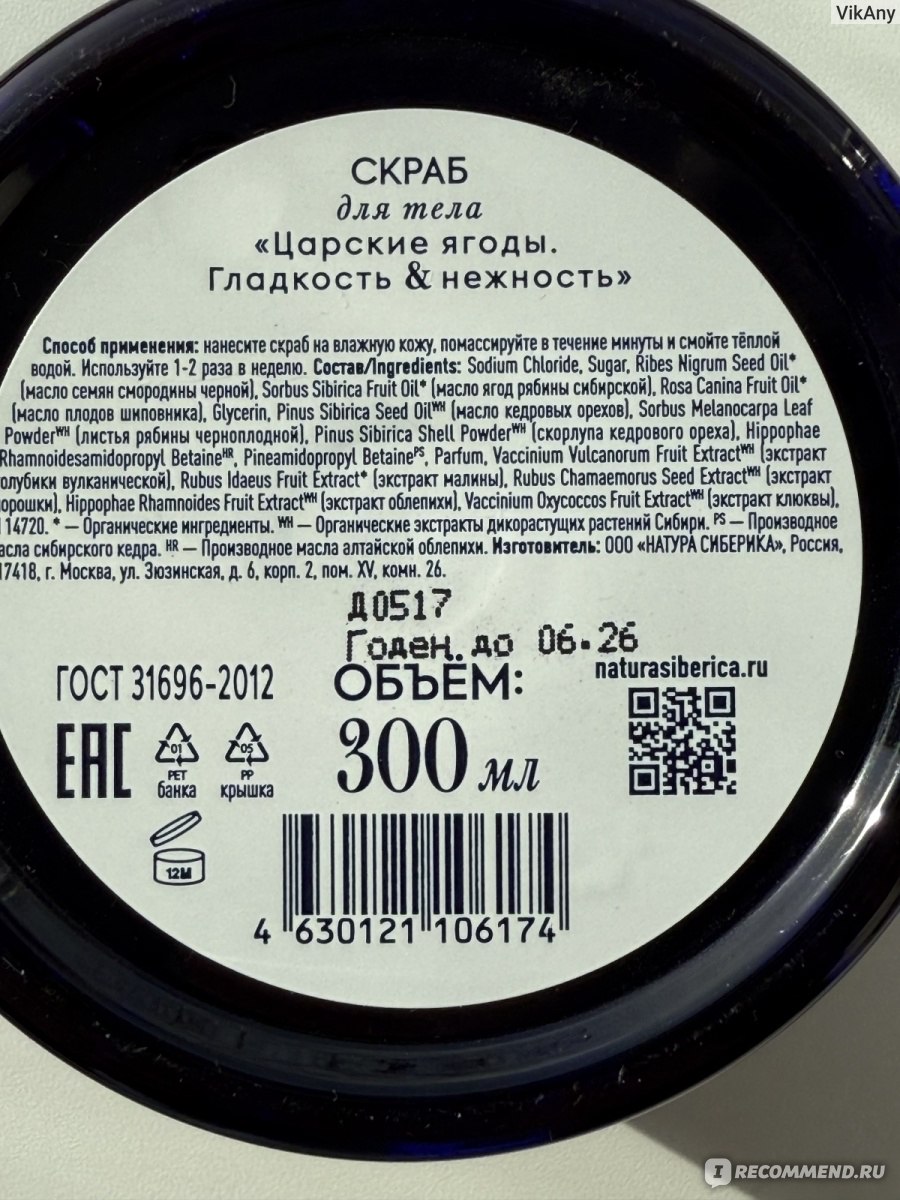 VikAny
СКРАБ
для тела
«Царские ягоды.
Гладкость & нежность»
Способ применения: нанесите скраб на влажную кожу, помассируйте в течение минуты и смойте тёплой
водой. Используйте 1-2 раза в неделю. Состав/Ingredients: Sodium Chloride, Sugar, Ribes Nigrum Seed Oil*
(масло семян смородины черной), Sorbus Sibirica Fruit Oil* (масло ягод рябины сибирской), Rosa Canina Fruit Oil*
(масло плодов шиповника), Glycerin, Pinus Sibirica Seed Oil ᵂᴴ (масло кедровых орехов), Sorbus Melanocarpa Leaf
Powder ᵂᴴ (листья рябины черноплодной), Pinus Sibirica Shell Powder ᵂᴴ (скорлупа кедрового ореха), Hippophae
Rhamnoidesamidopropyl Betaine ᴴᴿ, Pineamidopropyl Betaine ᴾˢ, Parfum, Vaccinium Vulcanorum Fruit Extract ᵂᴴ (экстракт
олубики вулканической), Rubus Idaeus Fruit Extract* (экстракт малины), Rubus Chamaemorus Seed Extract ᵂᴴ (экстракт
орошки), Hippophae Rhamnoides Fruit Extract ᵂᴴ (экстракт облепихи), Vaccinium Oxycoccos Fruit Extract ᵂᴴ (экстракт клюквы),
14720. * — Органические ингредиенты. ᵂᴴ — Органические экстракты дикорастущих растений Сибири. ᴾˢ — Производное
асла сибирского кедра. ᴴᴿ — Производное масла алтайской облепихи. Изготовитель: ООО «НАТУРА СИБЕРИКА», Россия,
17418, г. Москва, ул. Зюзинская, д. 6, корп. 2, пом. XV, комн. 26.
Д0517
Годен до 06.26
ГОСТ 31696-2012
ОБЪЁМ:
300 мл
naturasiberica.ru
EAC
01
PET
банка
05
PP
крышка
12M
4 630121 106174
IRECOMMEND.RU